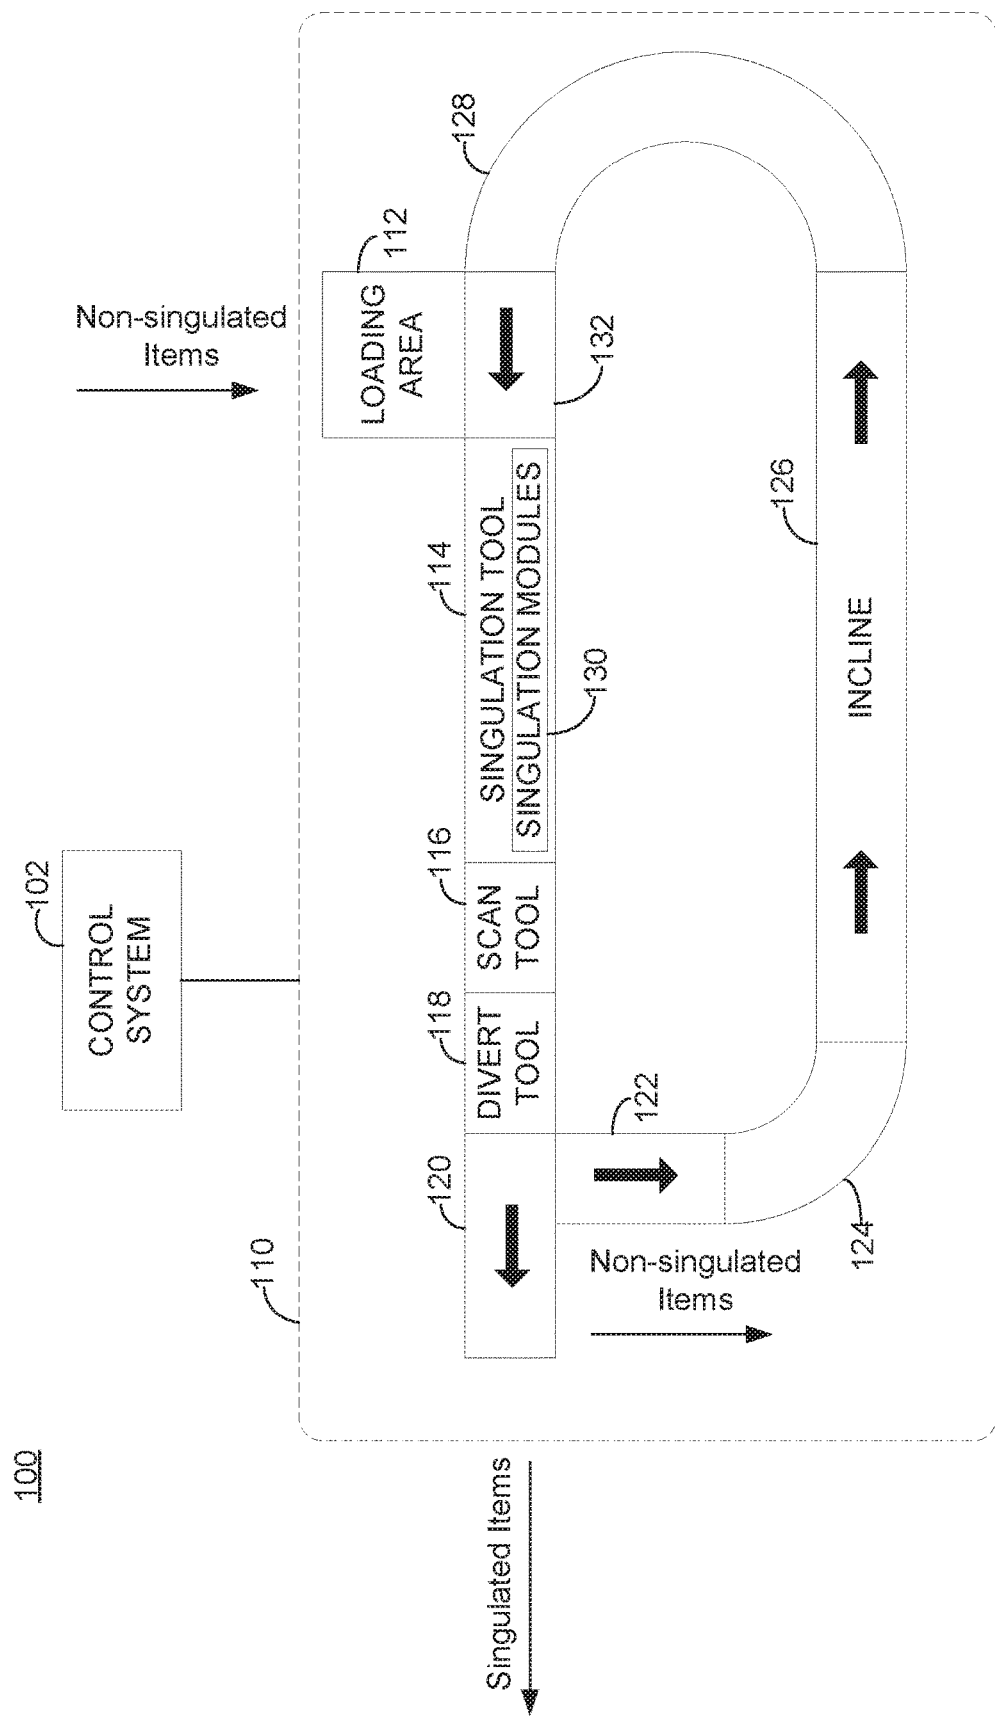 100
CONTROL
SYSTEM
102
110
Non-singulated
Items
LOADING
AREA
112
128
132
SINGULATION TOOL
SINGULATION MODULES
114
130
SCAN
TOOL
116
DIVERT
TOOL
118
120
122
124
126
INCLINE
Non-singulated
Items
Singulated Items